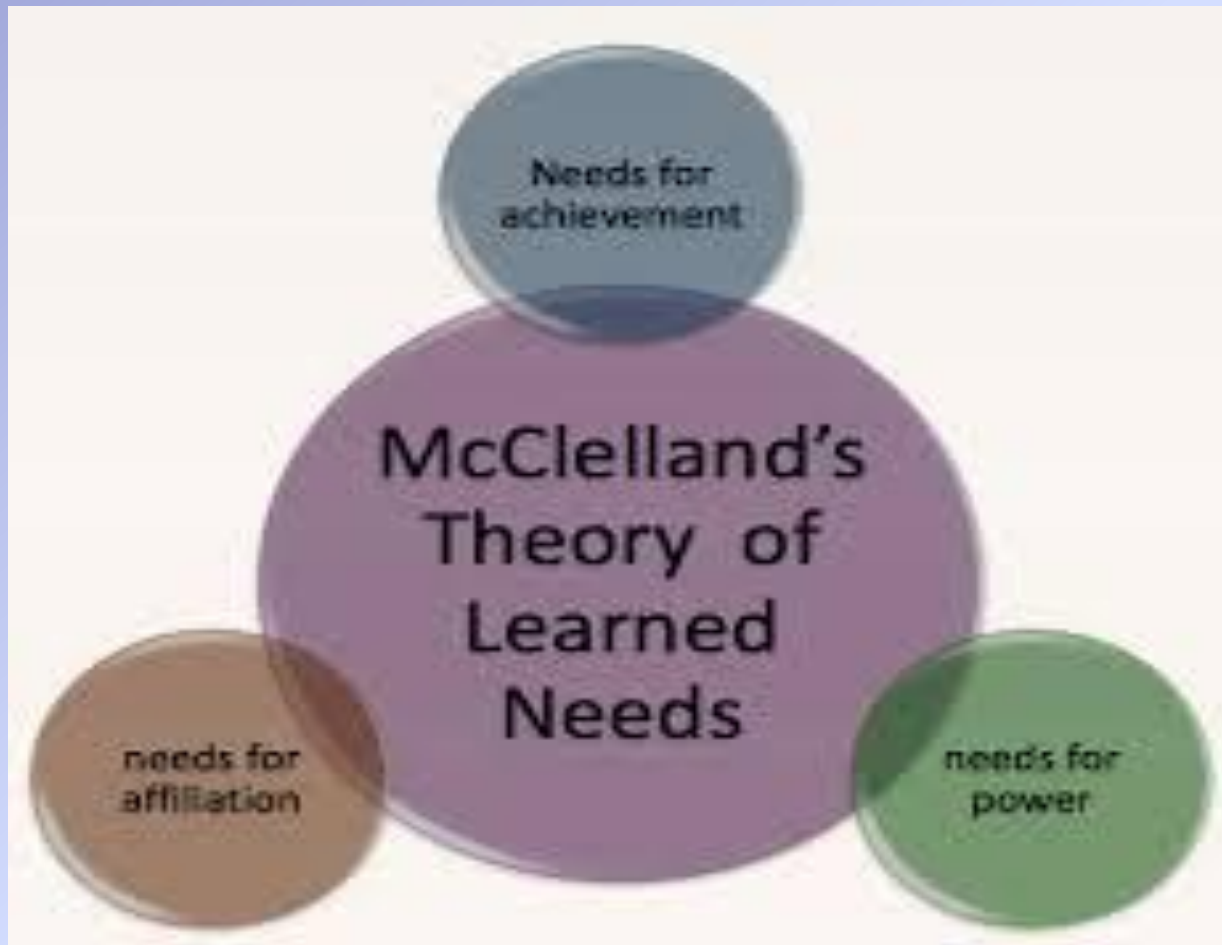 Needs for
achievement
McClelland's
Theory of
Learned
Needs
needs for
affiliation
needs for
power